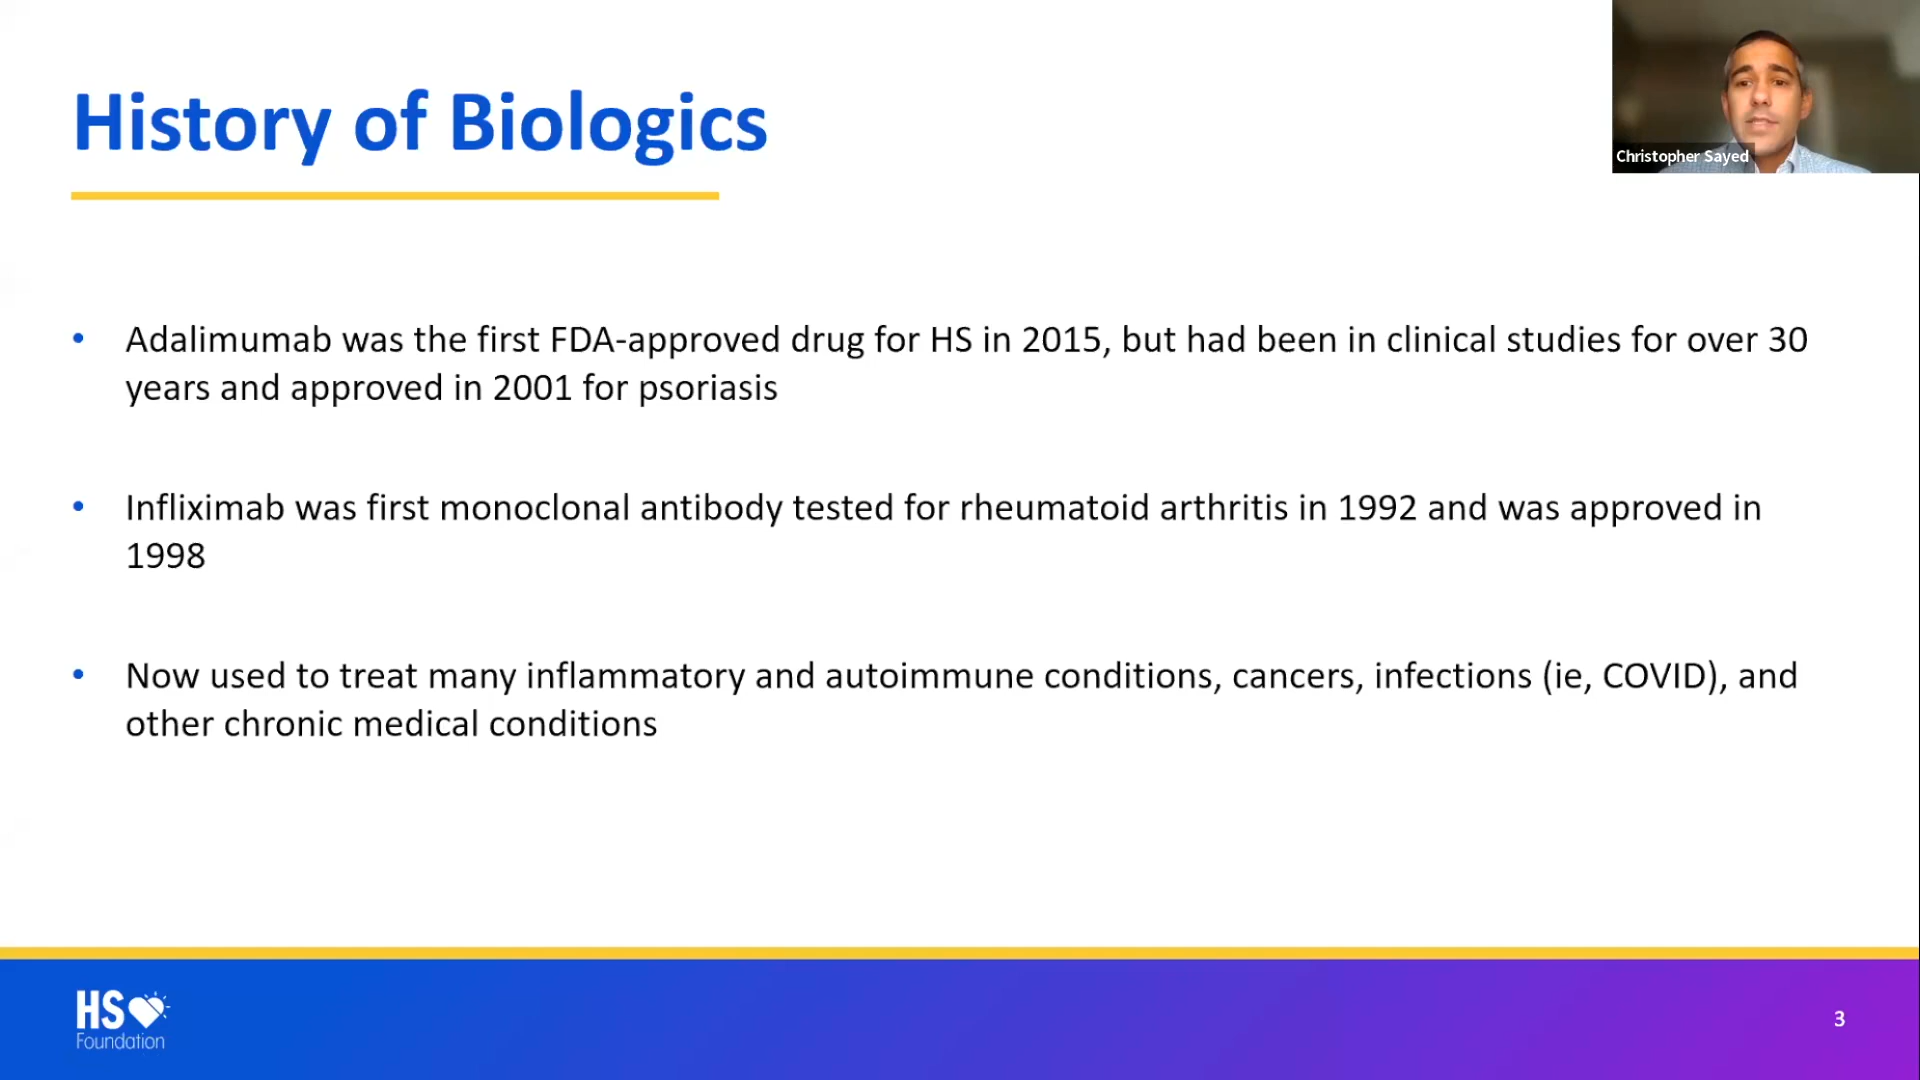 History of Biologics
Christopher Sayed
• Adalimumab was the first FDA-approved drug for HS in 2015, but had been in clinical studies for over 30
years and approved in 2001 for psoriasis
• Infliximab was first monoclonal antibody tested for rheumatoid arthritis in 1992 and was approved in
1998
• Now used to treat many inflammatory and autoimmune conditions, cancers, infections (ie, COVID), and
other chronic medical conditions
HS
Foundation
3